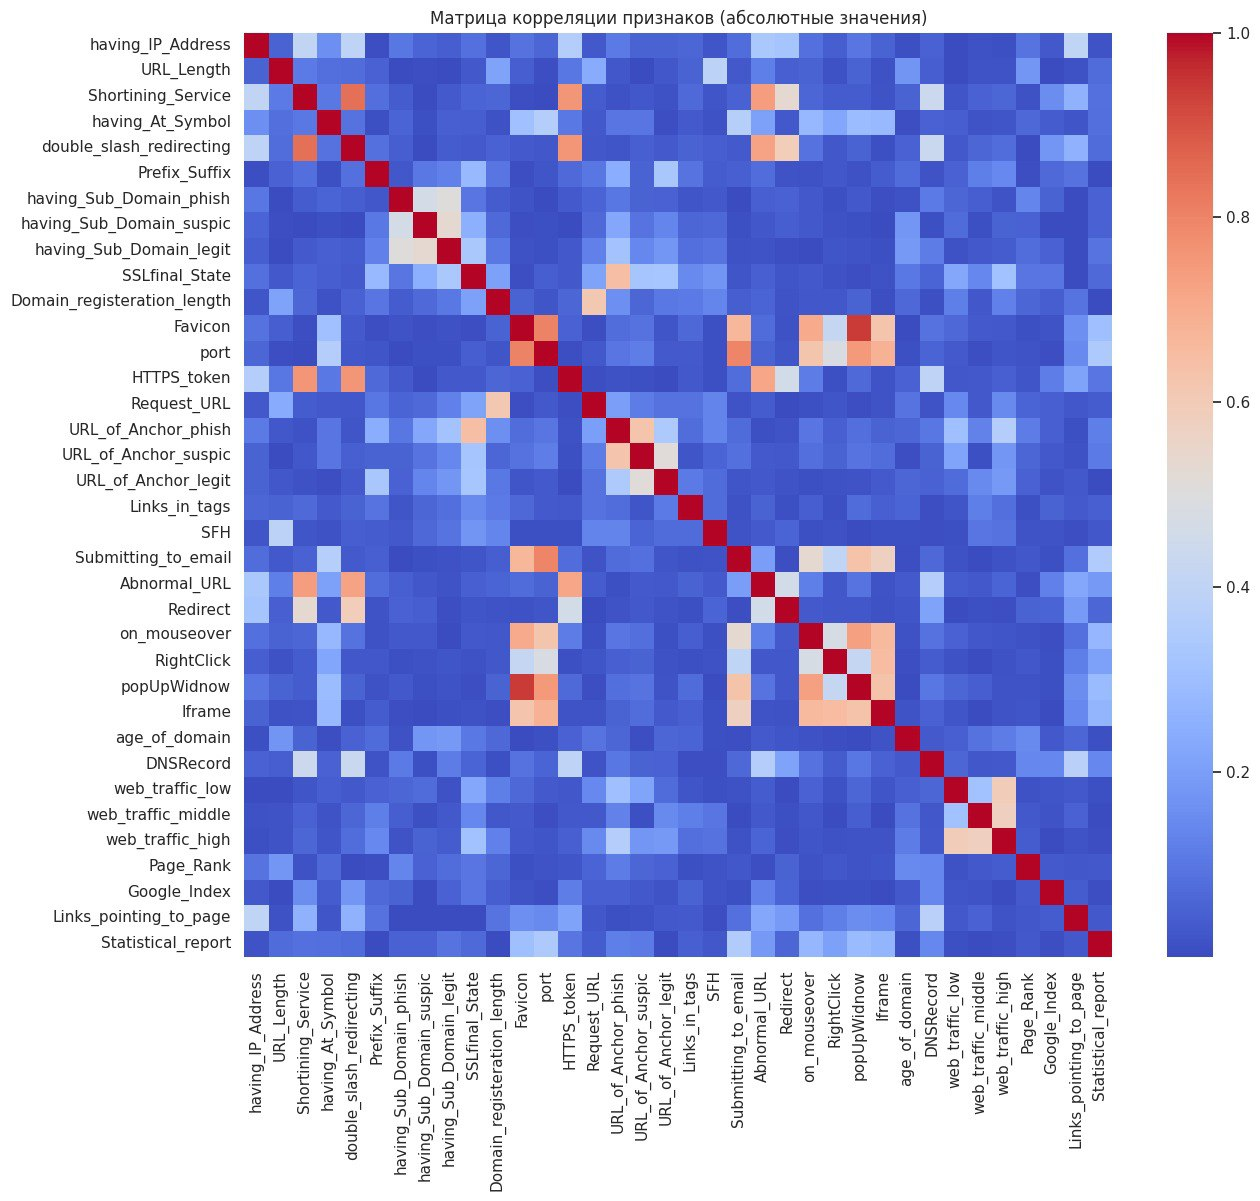 Матрица корреляции признаков (абсолютные значения)
having_IP_Address
URL_Length
Shortining_Service
having_At_Symbol
double_slash_redirecting
Prefix_Suffix
having_Sub_Domain_phish
having_Sub_Domain_suspic
having_Sub_Domain_legit
SSLfinal_State
Domain_registeration_length
Favicon
port
HTTPS_token
Request_URL
URL_of_Anchor_phish
URL_of_Anchor_suspic
URL_of_Anchor_legit
Links_in_tags
SFH
Submitting_to_email
Abnormal_URL
Redirect
on_mouseover
RightClick
popUpWidnow
Iframe
age_of_domain
DNSRecord
web_traffic_low
web_traffic_middle
web_traffic_high
Page_Rank
Google_Index
Links_pointing_to_page
Statistical_report
having_IP_Address
URL_Length
Shortining_Service
having_At_Symbol
double_slash_redirecting
Prefix_Suffix
having_Sub_Domain_phish
having_Sub_Domain_suspic
having_Sub_Domain_legit
SSLfinal_State
Domain_registeration_length
Favicon
port
HTTPS_token
Request_URL
URL_of_Anchor_phish
URL_of_Anchor_suspic
URL_of_Anchor_legit
Links_in_tags
SFH
Submitting_to_email
Abnormal_URL
Redirect
on_mouseover
RightClick
popUpWidnow
Iframe
age_of_domain
DNSRecord
web_traffic_low
web_traffic_middle
web_traffic_high
Page_Rank
Google_Index
Links_pointing_to_page
Statistical_report
1.0
0.8
0.6
0.4
0.2